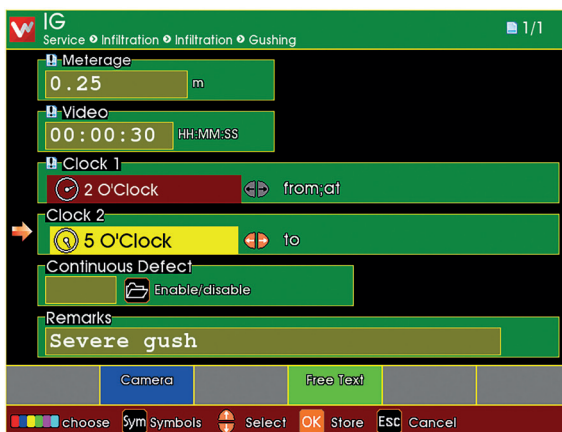 IG
1/1
Service Infiltration Infiltration Gushing
Meterage
0.25 m
Video
00:00:30 HH:MM:SS
Clock 1
2 O'Clock from;at
Clock 2
5 O'Clock to
Continuous Defect
Enable/disable
Remarks
Severe gush
Camera Free Text
choose Sym Symbols Select OK Store ESC Cancel